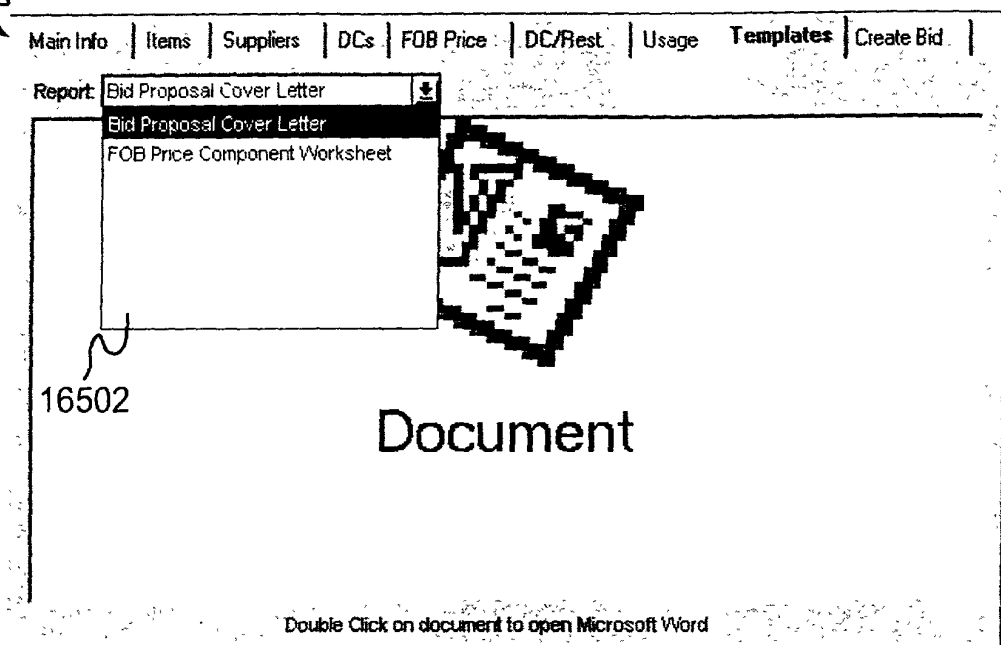 Main Info Items Suppliers DCs FOB Price DC/Rest Usage Templates Create Bid
Report: Bid Proposal Cover Letter
Bid Proposal Cover Letter
FOB Price Component Worksheet
16502
Document
Double Click on document to open Microsoft Word